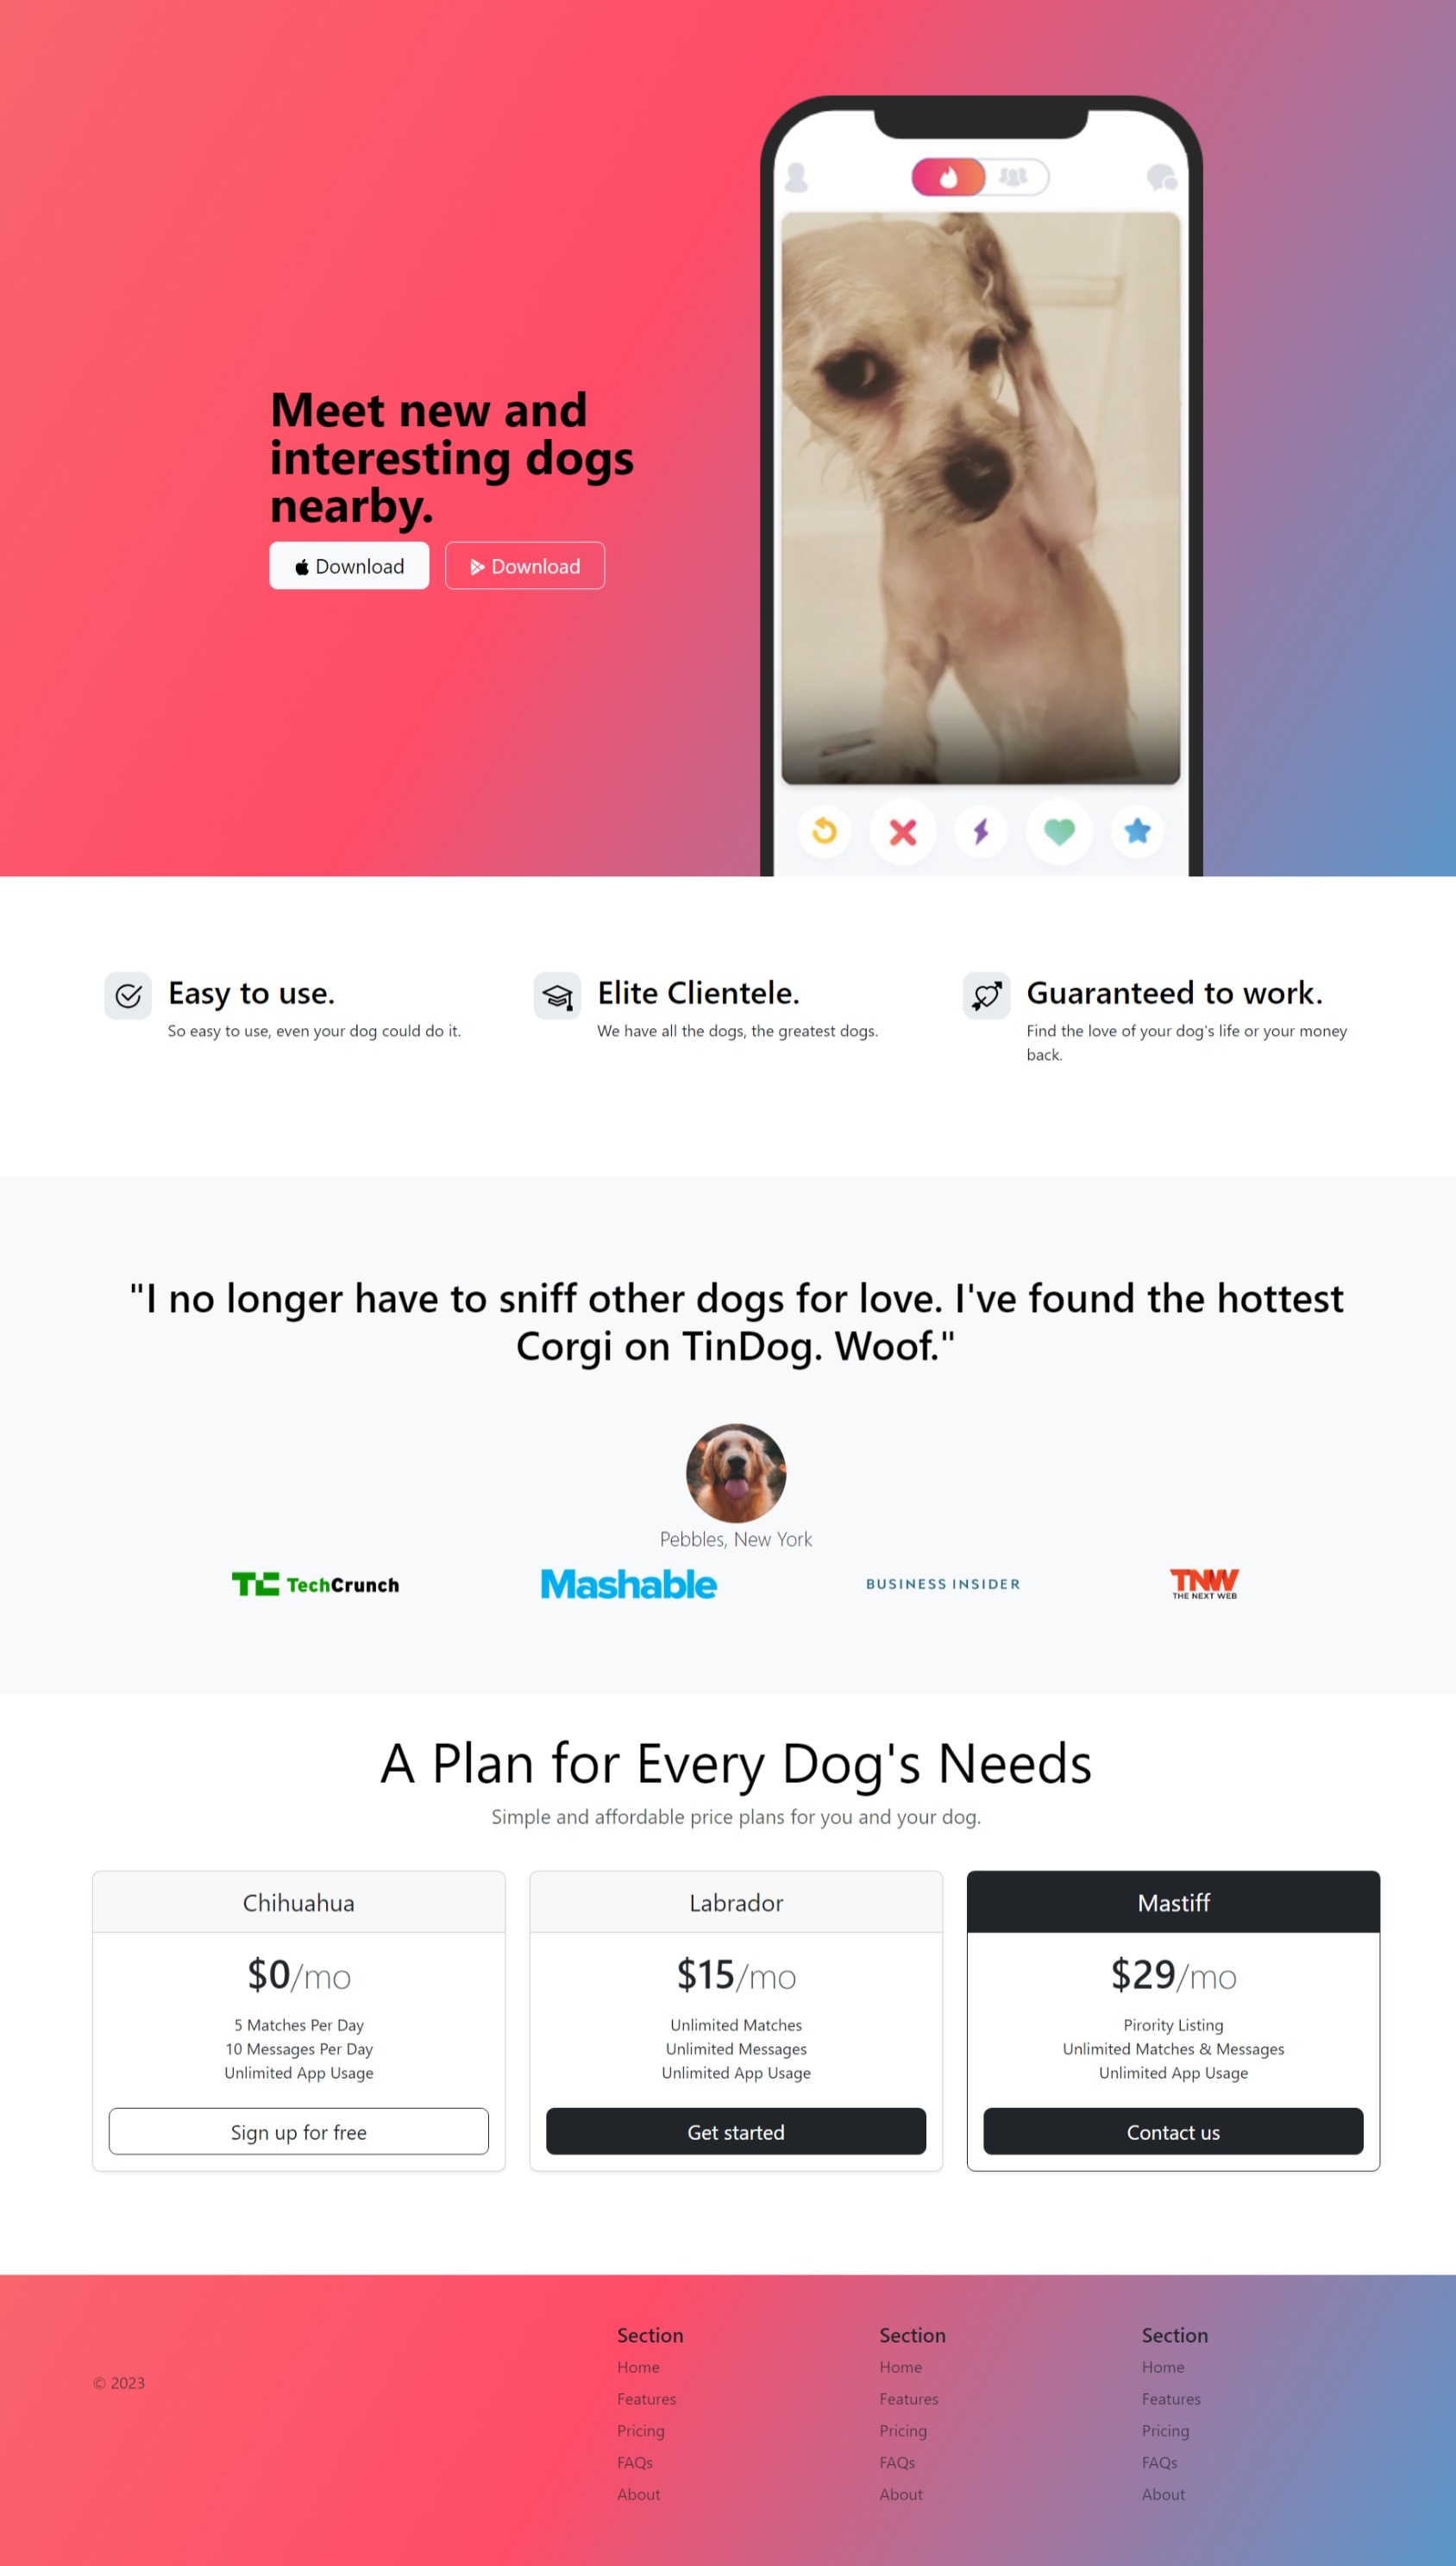 Meet new and
interesting dogs
nearby.
Download
Download
Easy to use.
So easy to use, even your dog could do it.
Elite Clientele.
We have all the dogs, the greatest dogs.
Guaranteed to work.
Find the love of your dog's life or your money
back.
"I no longer have to sniff other dogs for love. I've found the hottest
Corgi on TinDog. Woof."
Pebbles, New York
TC TechCrunch
Mashable
BUSINESS INSIDER
TNW
THE NEXT WEB
A Plan for Every Dog's Needs
Simple and affordable price plans for you and your dog.
Chihuahua
$0/mo
5 Matches Per Day
10 Messages Per Day
Unlimited App Usage
Sign up for free
Labrador
$15/mo
Unlimited Matches
Unlimited Messages
Unlimited App Usage
Get started
Mastiff
$29/mo
Pirority Listing
Unlimited Matches & Messages
Unlimited App Usage
Contact us
© 2023
Section
Home
Features
Pricing
FAQs
About
Section
Home
Features
Pricing
FAQs
About
Section
Home
Features
Pricing
FAQs
About